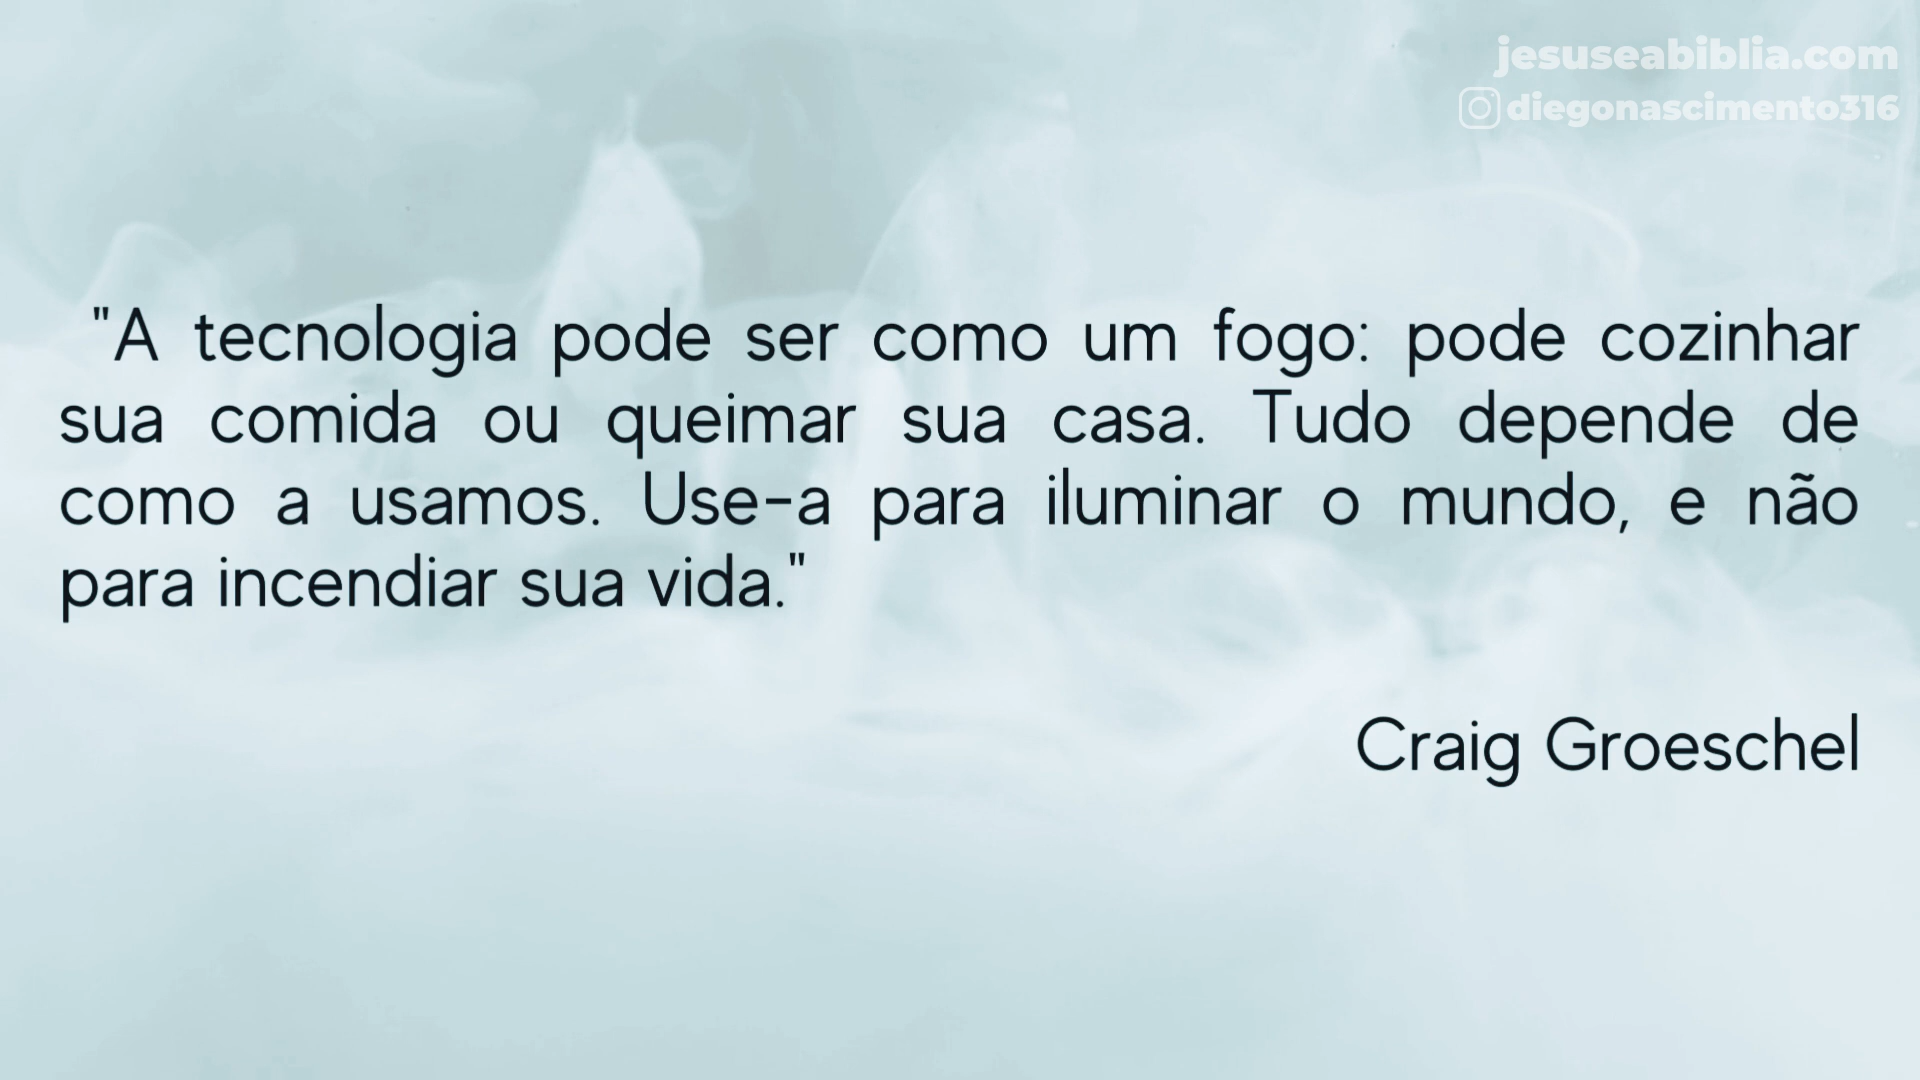 jesuseabiblia.com
diegonascimento316
"A tecnologia pode ser como um fogo: pode cozinhar
sua comida ou queimar sua casa. Tudo depende de
como a usamos. Use-a para iluminar o mundo, e não
para incendiar sua vida."
Craig Groeschel